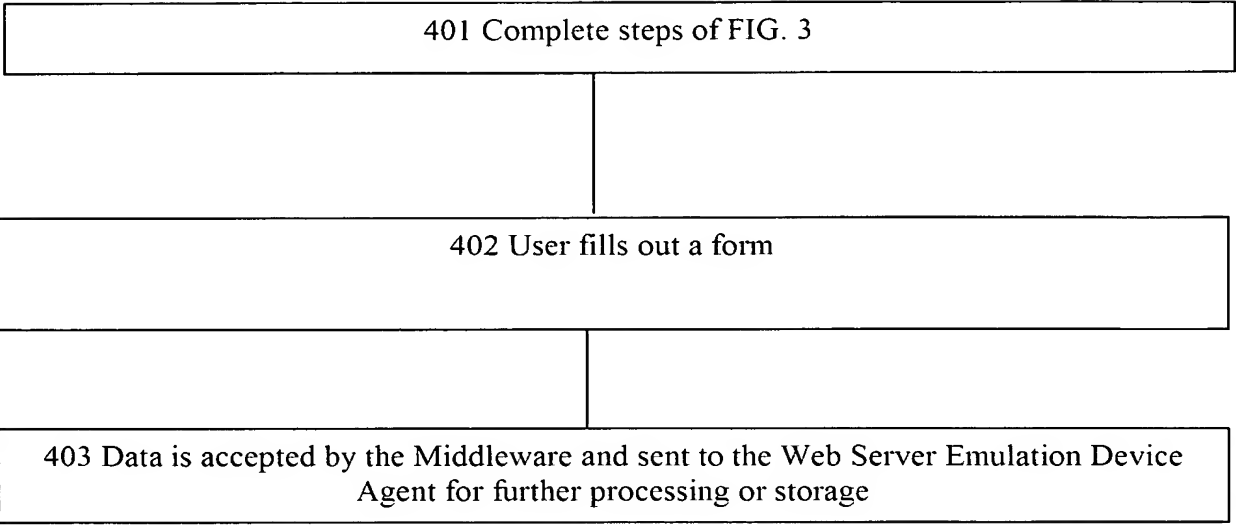 401 Complete steps of FIG. 3
402 User fills out a form
403 Data is accepted by the Middleware and sent to the Web Server Emulation Device
Agent for further processing or storage